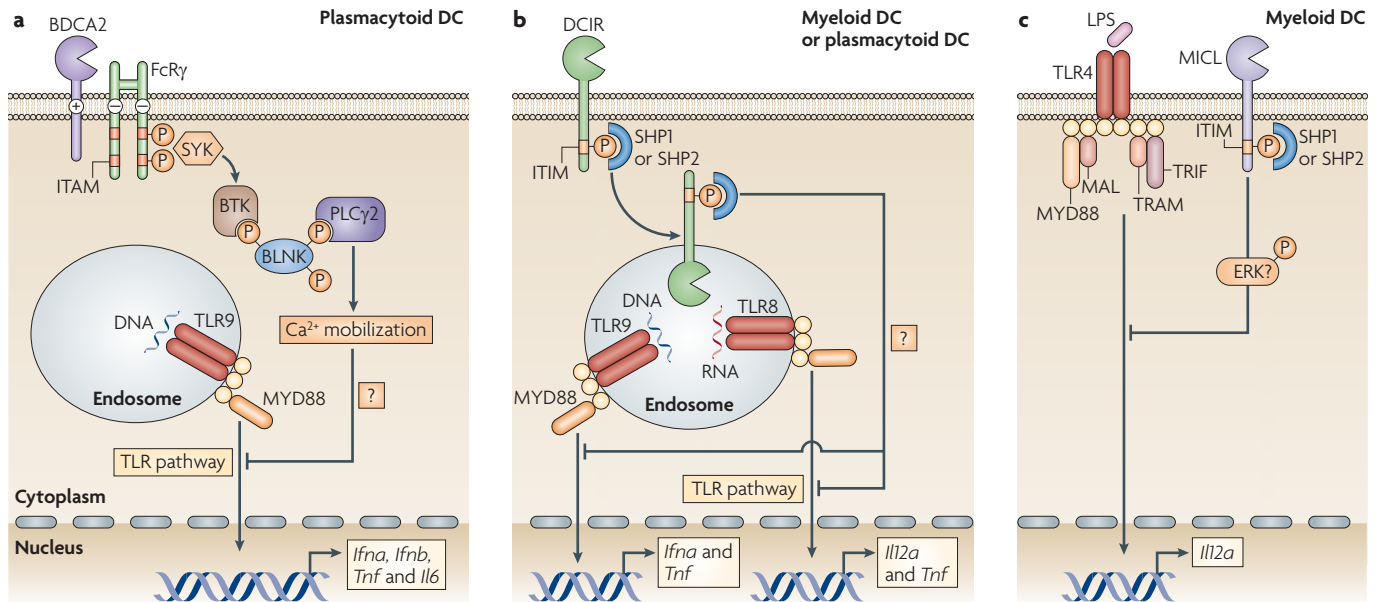 a
Plasmacytoid DC
BDCA2
FcRγ
+
–
–
P
P
SYK
ITAM
BTK
PLCγ2
P
P
BLNK
P
DNA
TLR9
Ca²⁺ mobilization
Endosome
MYD88
?
TLR pathway
Cytoplasm
Nucleus
Ifna, Ifnb,
Tnf and Il6
b
Myeloid DC
or plasmacytoid DC
DCIR
P
SHP1
or SHP2
ITIM
P
DNA
TLR8
TLR9
RNA
?
MYD88
Endosome
TLR pathway
Ifna and
Tnf
Il12a
and Tnf
c
Myeloid DC
LPS
TLR4
MICL
ITIM
P
SHP1
or SHP2
MAL
TRIF
MYD88
TRAM
P
ERK?
Il12a